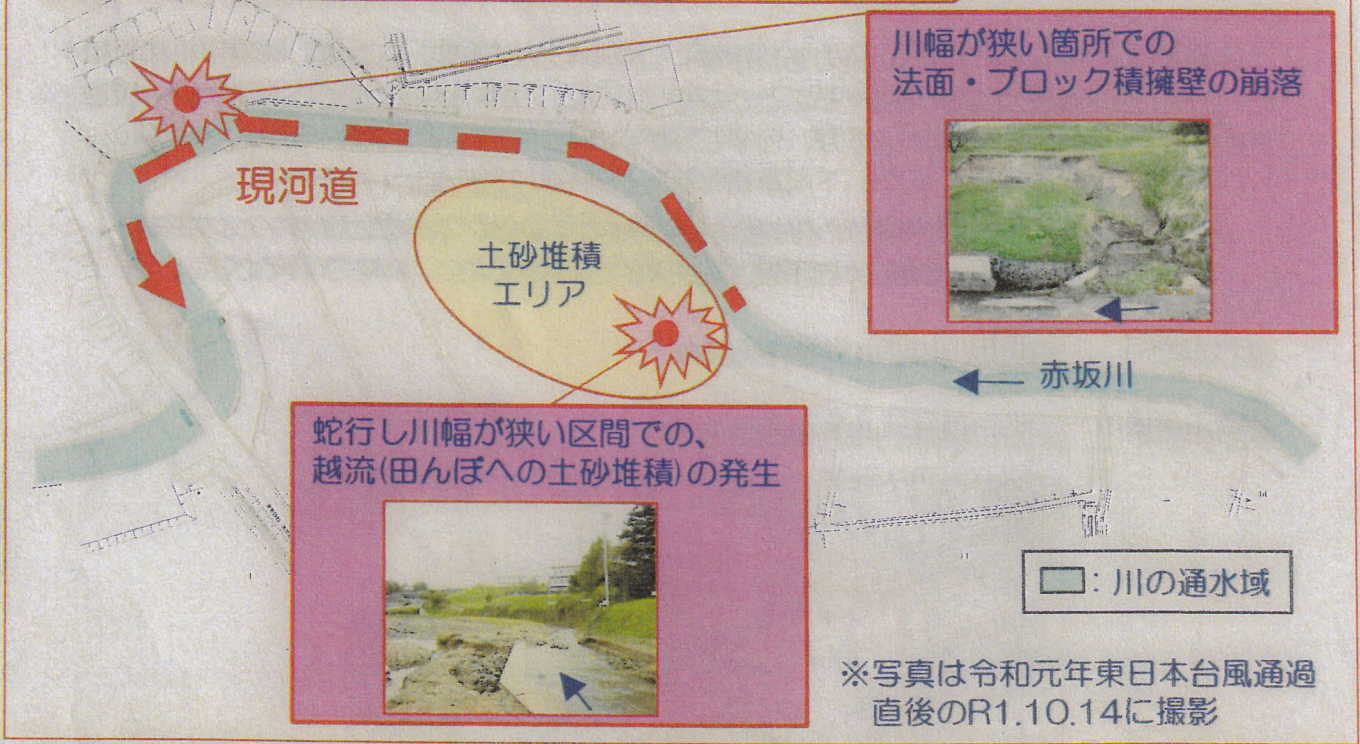 川幅が狭い箇所での
法面・ブロック積擁壁の崩落
現河道
土砂堆積
エリア
赤坂川
蛇行し川幅が狭い区間での、
越流(田んぼへの土砂堆積)の発生
：川の通水域
※写真は令和元年東日本台風通過
直後のR1.10.14に撮影